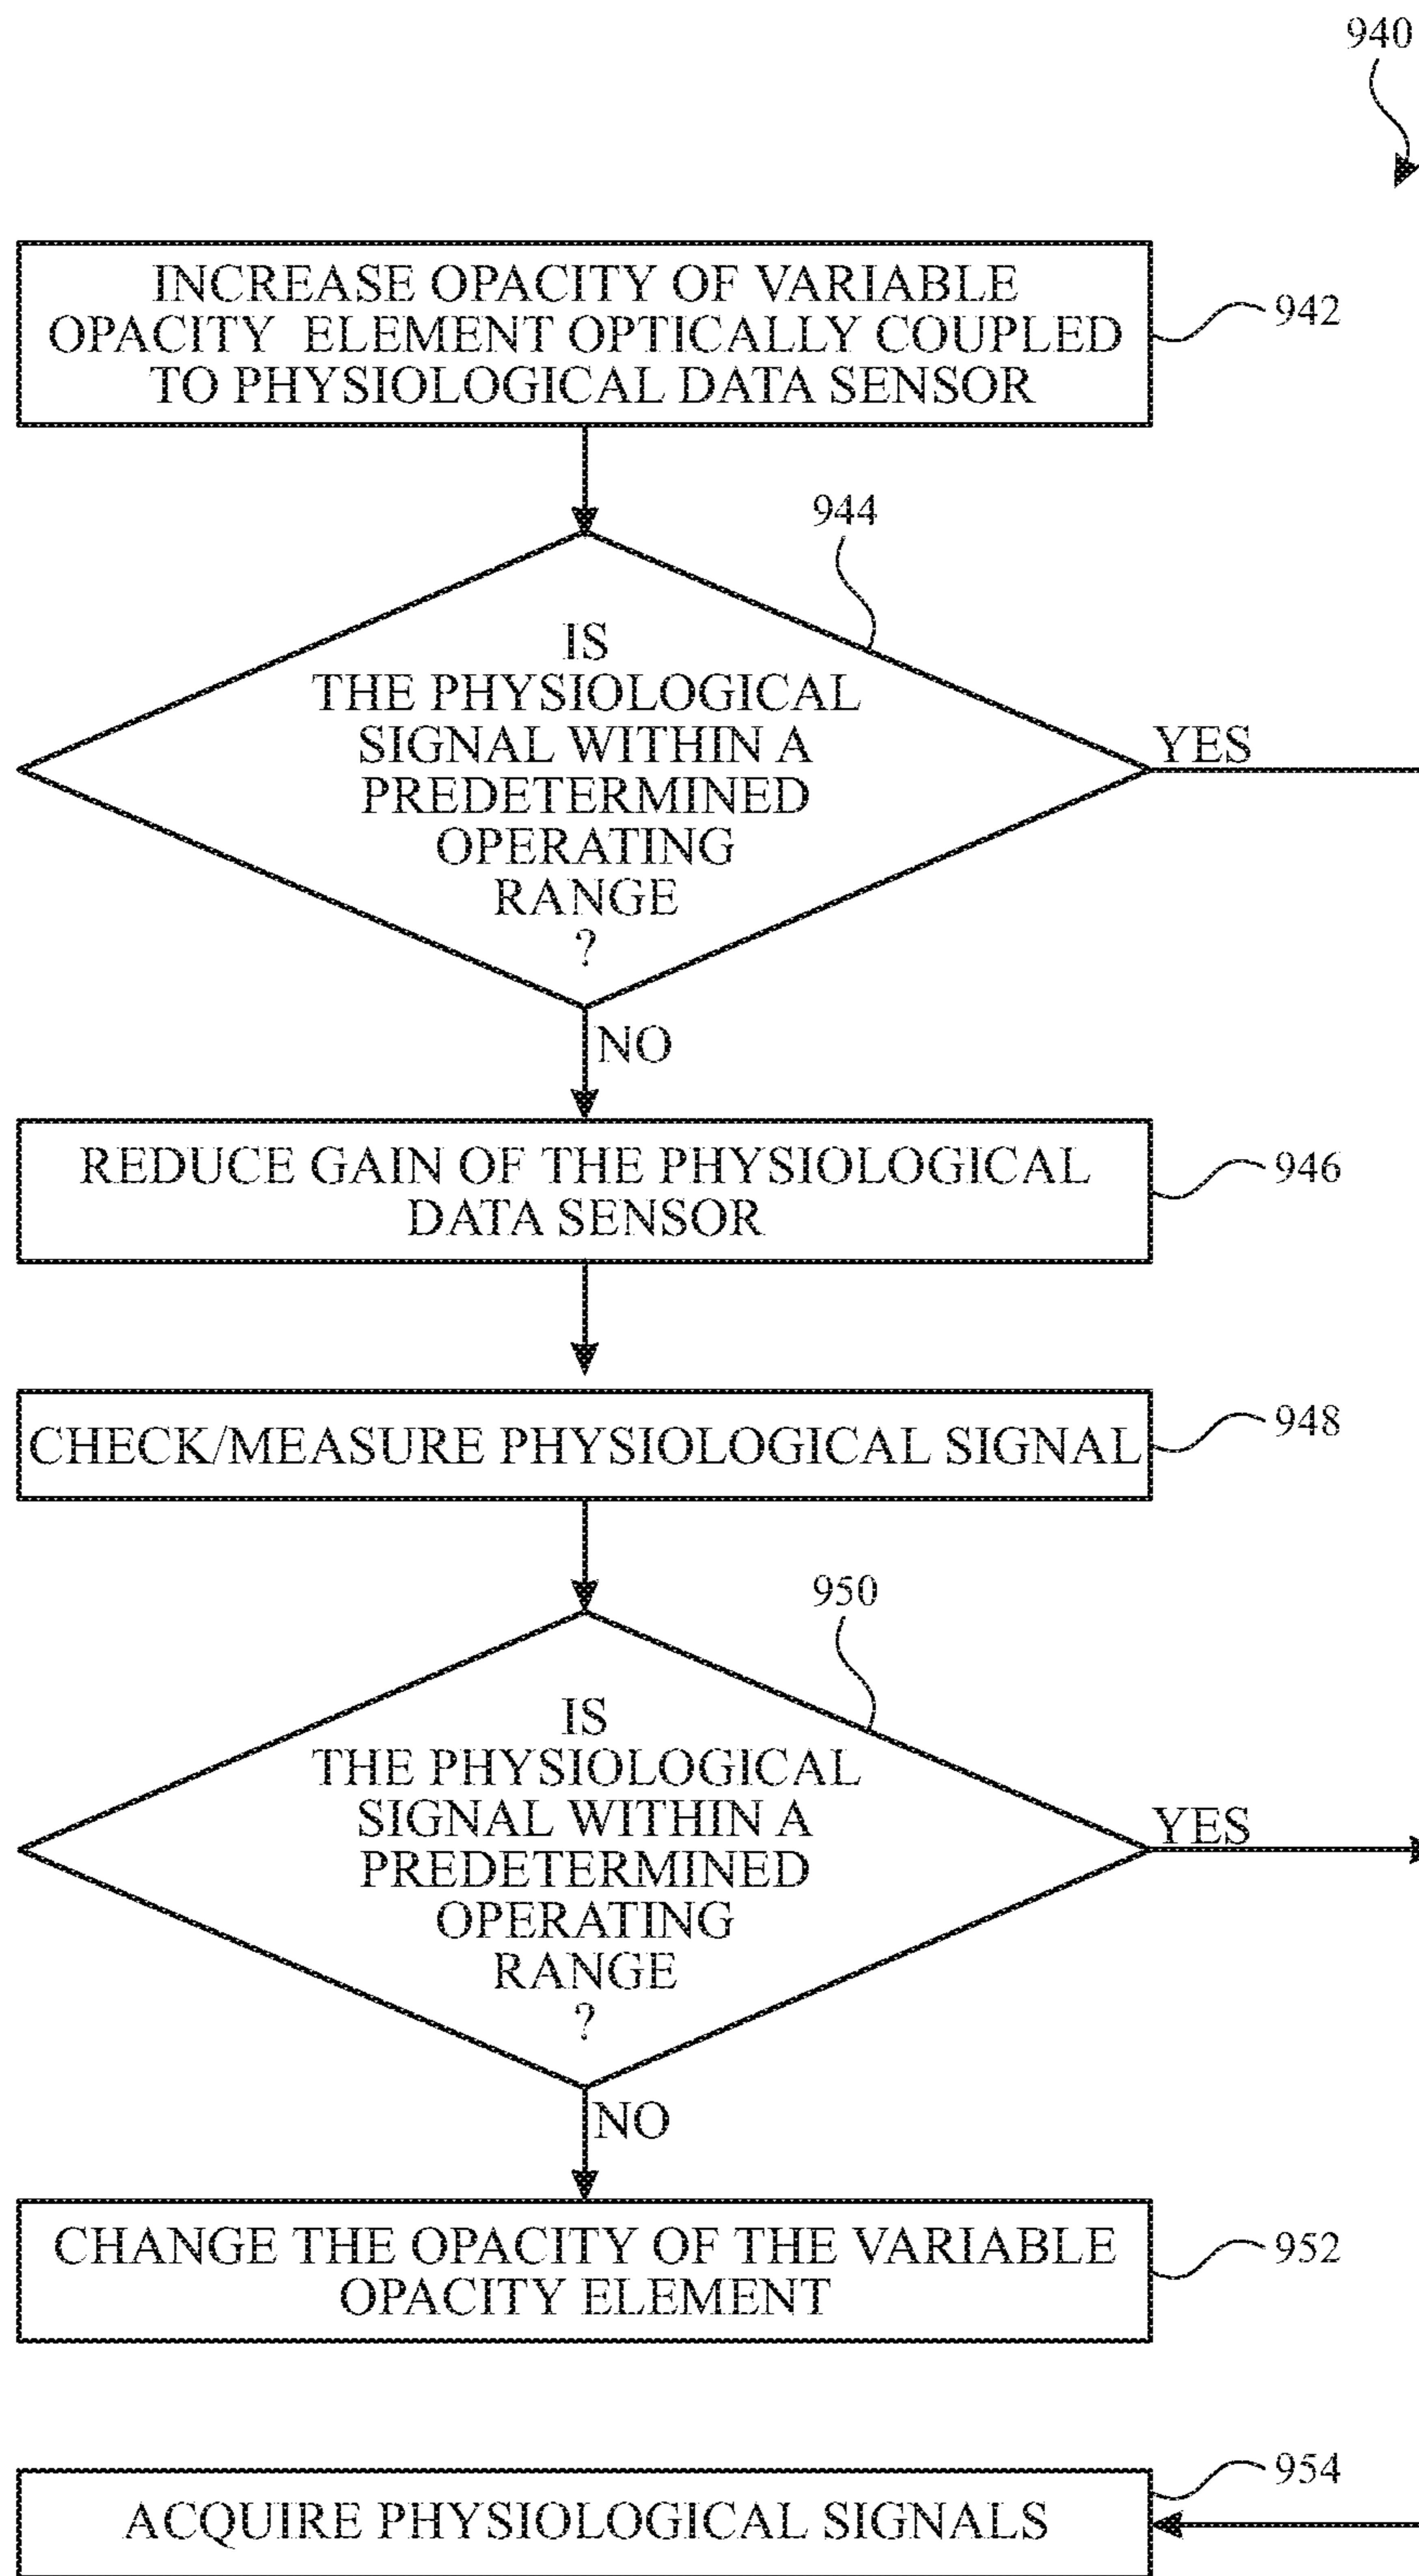 940
INCREASE OPACITY OF VARIABLE
OPACITY ELEMENT OPTICALLY COUPLED
TO PHYSIOLOGICAL DATA SENSOR
942
944
IS
THE PHYSIOLOGICAL
SIGNAL WITHIN A
PREDETERMINED
OPERATING
RANGE
?
YES
NO
REDUCE GAIN OF THE PHYSIOLOGICAL
DATA SENSOR
946
CHECK/MEASURE PHYSIOLOGICAL SIGNAL
948
950
IS
THE PHYSIOLOGICAL
SIGNAL WITHIN A
PREDETERMINED
OPERATING
RANGE
?
YES
NO
CHANGE THE OPACITY OF THE VARIABLE
OPACITY ELEMENT
952
ACQUIRE PHYSIOLOGICAL SIGNALS
954